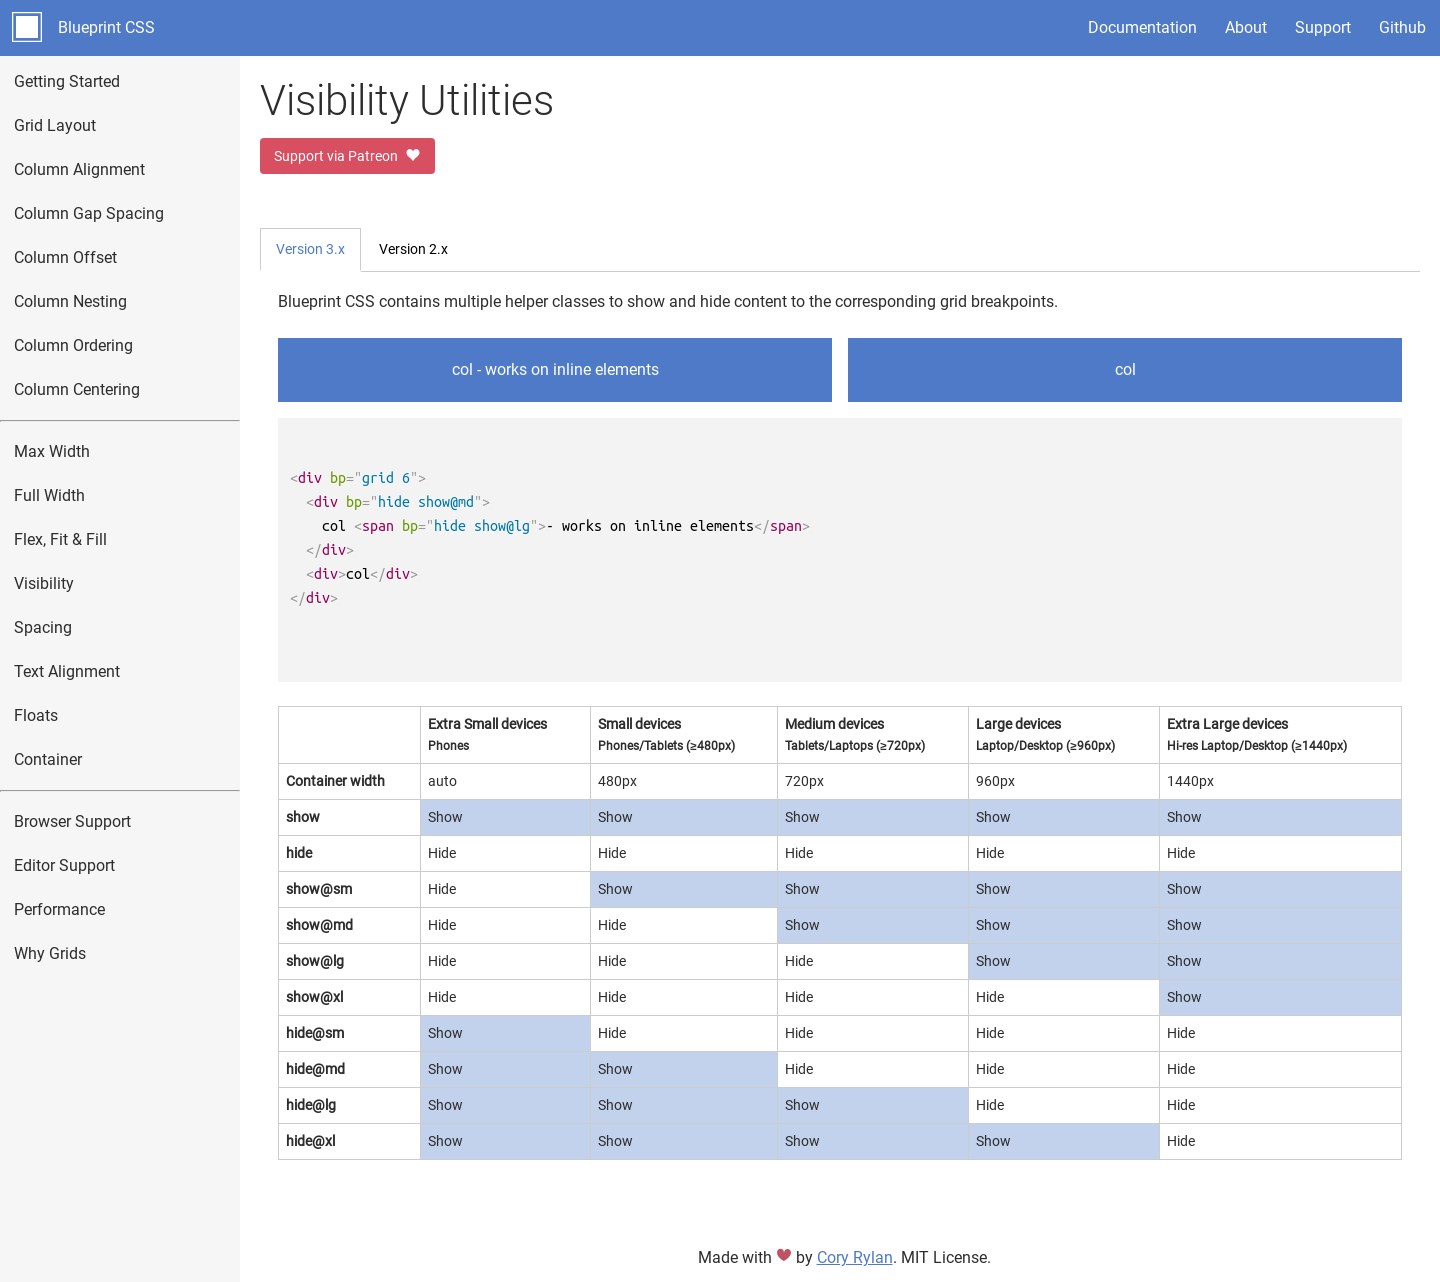 Blueprint CSS
Documentation
About
Support
Github
Getting Started
Grid Layout
Column Alignment
Column Gap Spacing
Column Offset
Column Nesting
Column Ordering
Column Centering
Max Width
Full Width
Flex, Fit & Fill
Visibility
Spacing
Text Alignment
Floats
Container
Browser Support
Editor Support
Performance
Why Grids
Visibility Utilities
Support via Patreon
Version 3.x
Version 2.x
Blueprint CSS contains multiple helper classes to show and hide content to the corresponding grid breakpoints.
col - works on inline elements
col
<div bp="grid 6">
  <div bp="hide show@md">
    col <span bp="hide show@lg">- works on inline elements</span>
  </div>
  <div>col</div>
</div>
Extra Small devices Small devices Medium devices Large devices Extra Large devices
Phones Phones/Tablets (≥480px) Tablets/Laptops (≥720px) Laptop/Desktop (≥960px) Hi-res Laptop/Desktop (≥1440px)
Container width auto 480px 720px 960px 1440px
show Show Show Show Show Show
hide Hide Hide Hide Hide Hide
show@sm Hide Show Show Show Show
show@md Hide Hide Show Show Show
show@lg Hide Hide Hide Show Show
show@xl Hide Hide Hide Hide Show
hide@sm Show Hide Hide Hide Hide
hide@md Show Show Hide Hide Hide
hide@lg Show Show Show Hide Hide
hide@xl Show Show Show Show Hide
Made with ♥ by Cory Rylan. MIT License.